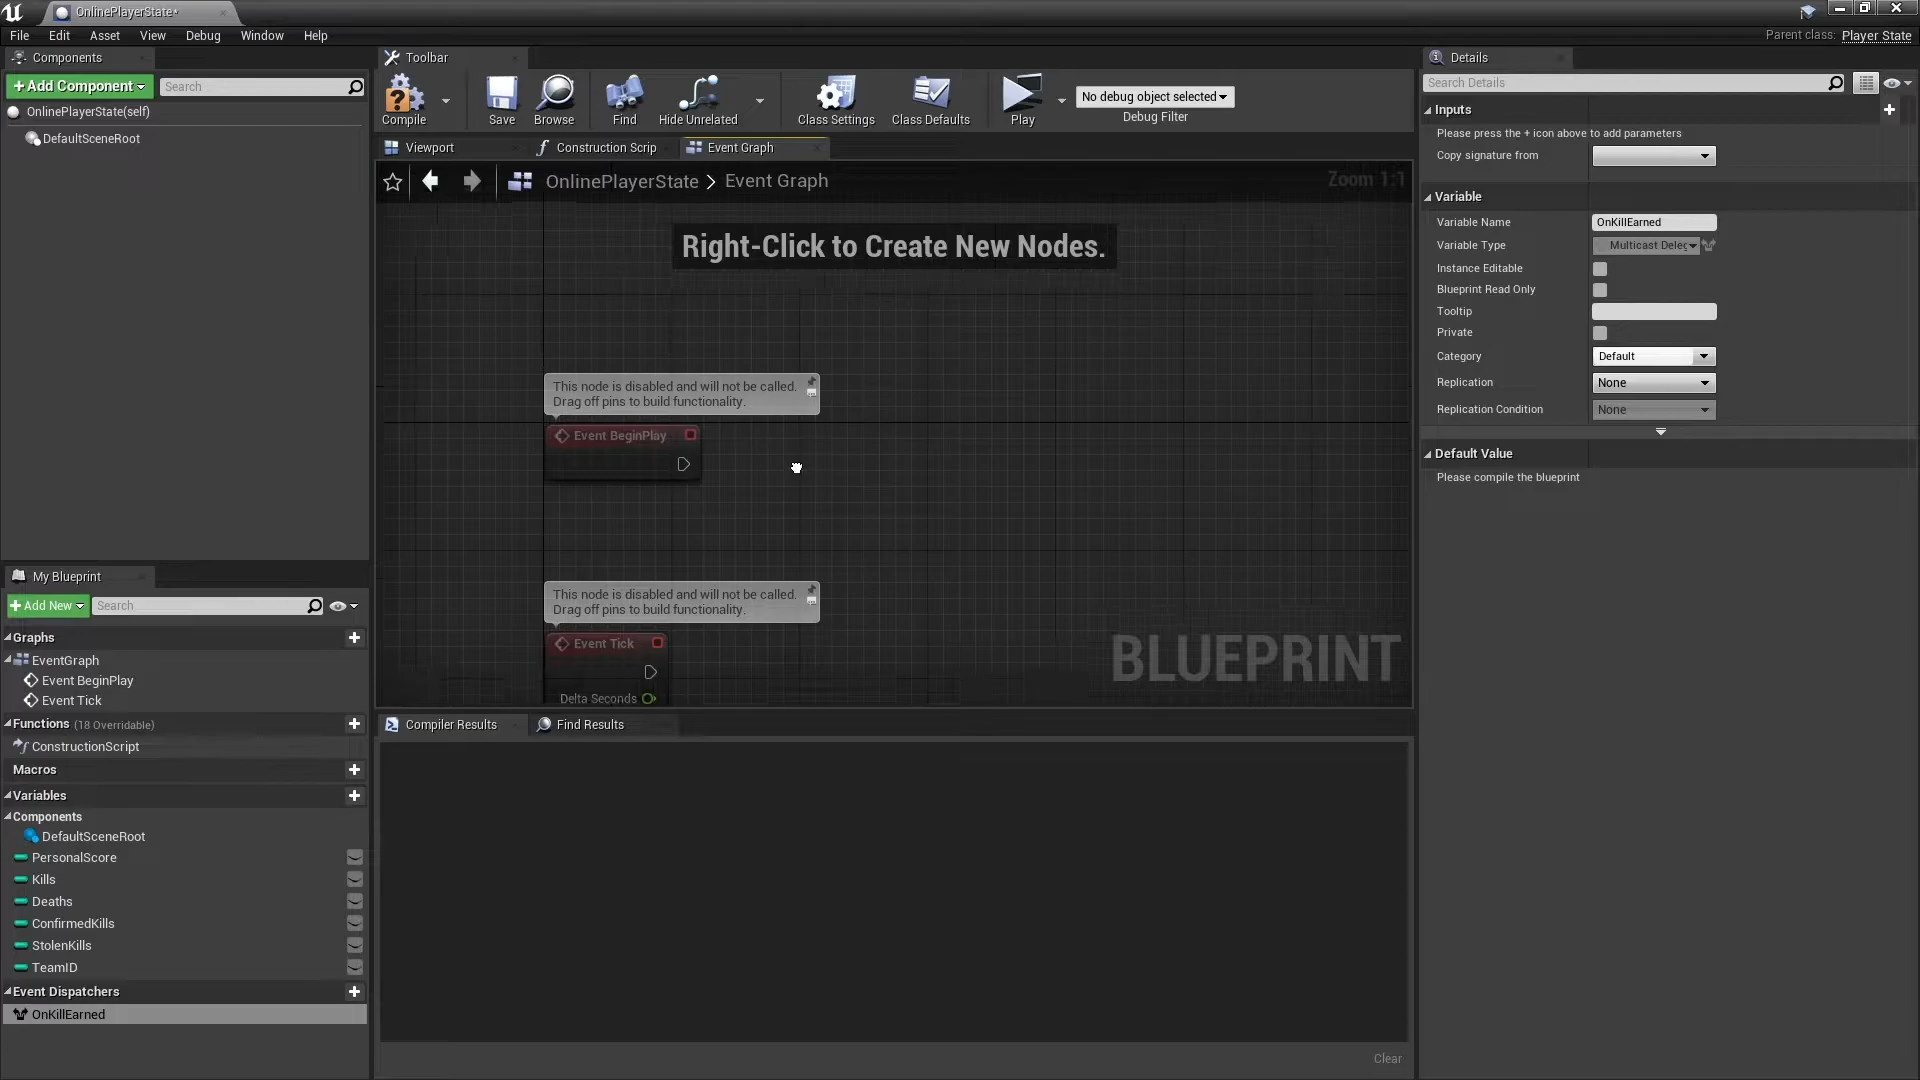 OnlinePlayerState*
File Edit Asset View Debug Window Help
Parent class: Player State
Components
+ Add Component
Search
OnlinePlayerState(self)
DefaultSceneRoot
Toolbar
Compile
Save
Browse
Find
Hide Unrelated
Class Settings
Class Defaults
Play
No debug object selected
Debug Filter
Viewport
Construction Scrip
Event Graph
OnlinePlayerState > Event Graph
Zoom 1:1
Right-Click to Create New Nodes.
This node is disabled and will not be called.
Drag off pins to build functionality.
Event BeginPlay
This node is disabled and will not be called.
Drag off pins to build functionality.
Event Tick
Delta Seconds
BLUEPRINT
My Blueprint
+ Add New
Search
Graphs
EventGraph
Event BeginPlay
Event Tick
Functions (18 Overridable)
ConstructionScript
Macros
Variables
Components
DefaultSceneRoot
PersonalScore
Kills
Deaths
ConfirmedKills
StolenKills
TeamID
Event Dispatchers
OnKillEarned
Compiler Results
Find Results
Clear
Details
Search Details
Inputs
Please press the + icon above to add parameters
Copy signature from
Variable
Variable Name OnKillEarned
Variable Type Multicast Deleg
Instance Editable
Blueprint Read Only
Tooltip
Private
Category Default
Replication None
Replication Condition None
Default Value
Please compile the blueprint